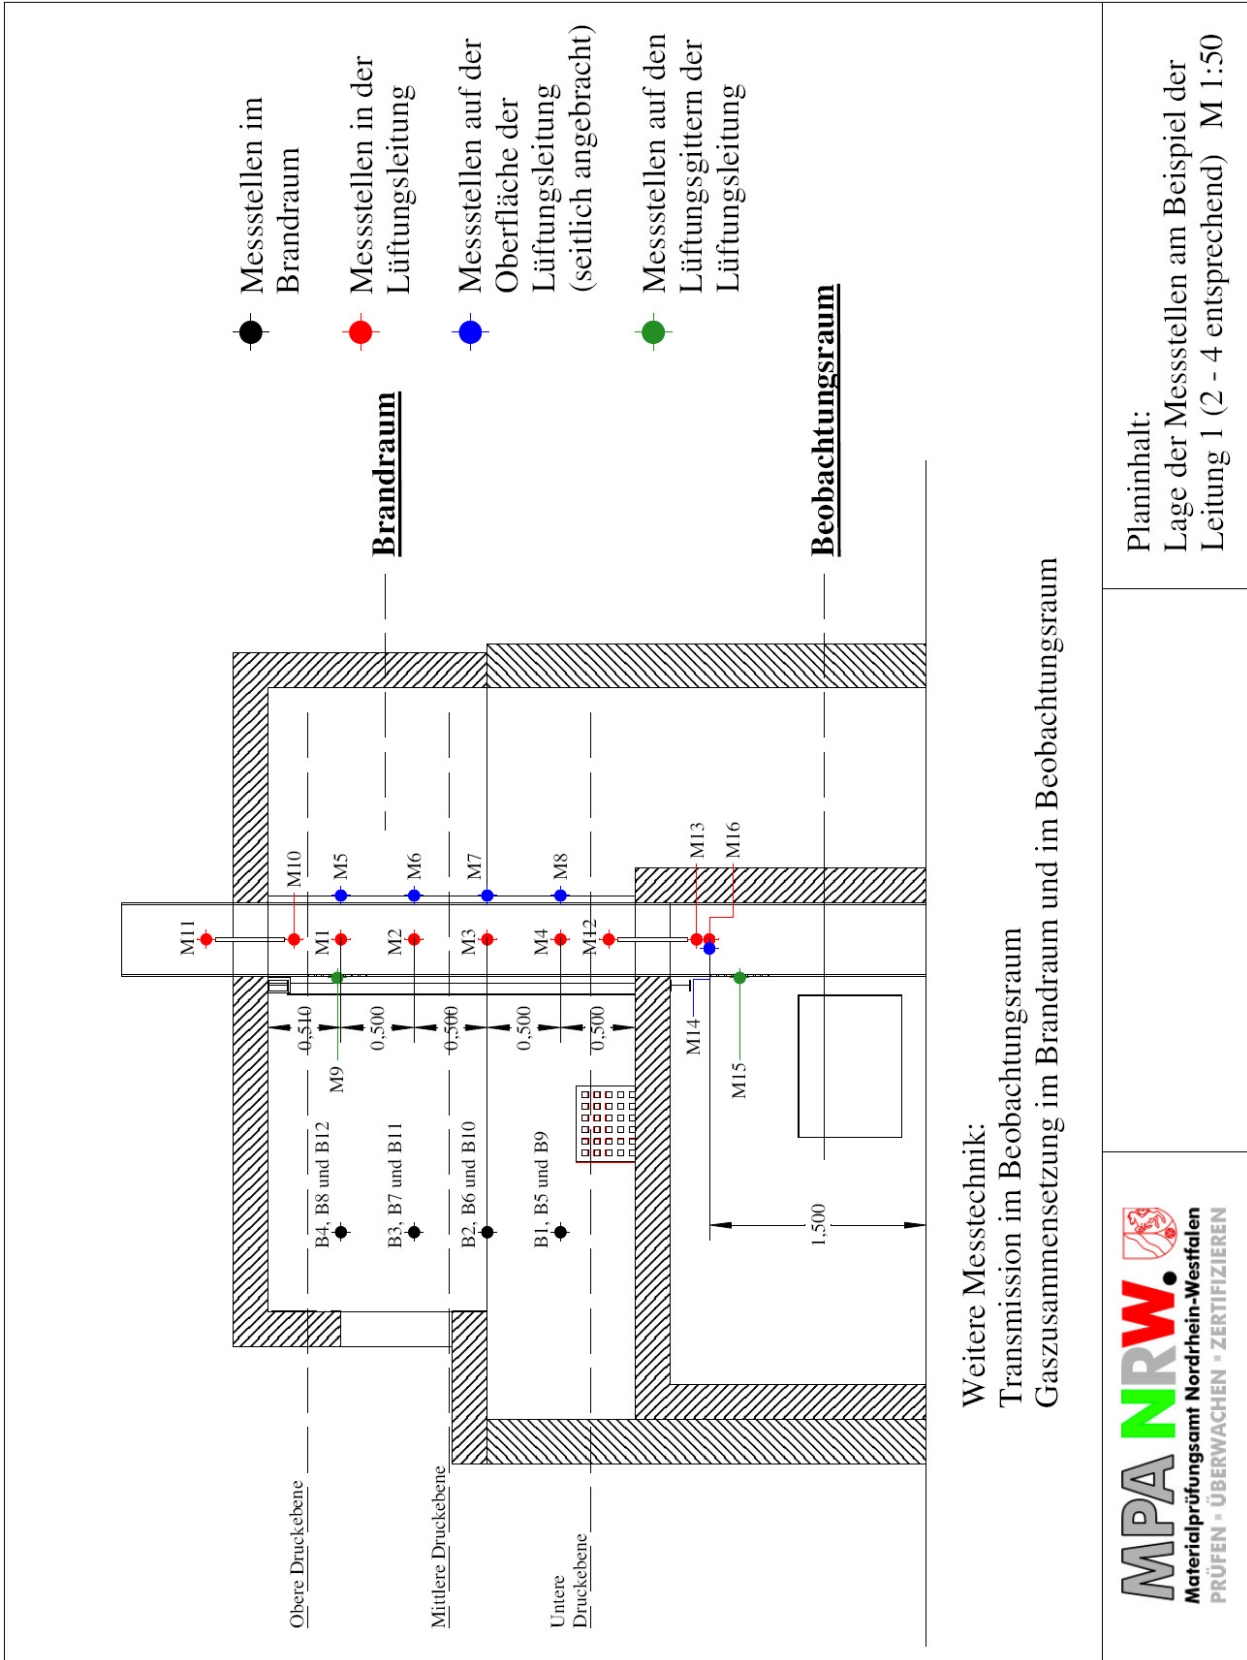 Obere Druckebene
Mittlere Druckebene
Untere
Druckebene
B4, B8 und B12
B3, B7 und B11
B2, B6 und B10
B1, B5 und B9
M11
M10
M1
M2
M3
M4
M12
M5
M6
M7
M8
M13
M16
M9
M14
M15
0,510
0,500
0,500
0,500
0,500
1,500
Brandraum
Beobachtungsraum
Messstellen im
Brandraum
Messstellen in der
Lüftungsleitung
Messstellen auf der
Oberfläche der
Lüftungsleitung
(seitlich angebracht)
Messstellen auf den
Lüftungsgittern der
Lüftungsleitung
Weitere Messtechnik:
Transmission im Beobachtungsraum
Gaszusammensetzung im Brandraum und im Beobachtungsraum
MPA NRW.
Materialprüfungsamt Nordrhein-Westfalen
PRÜFEN ▪ ÜBERWACHEN ▪ ZERTIFIZIEREN
Planinhalt:
Lage der Messstellen am Beispiel der
Leitung 1 (2 - 4 entsprechend) M 1:50